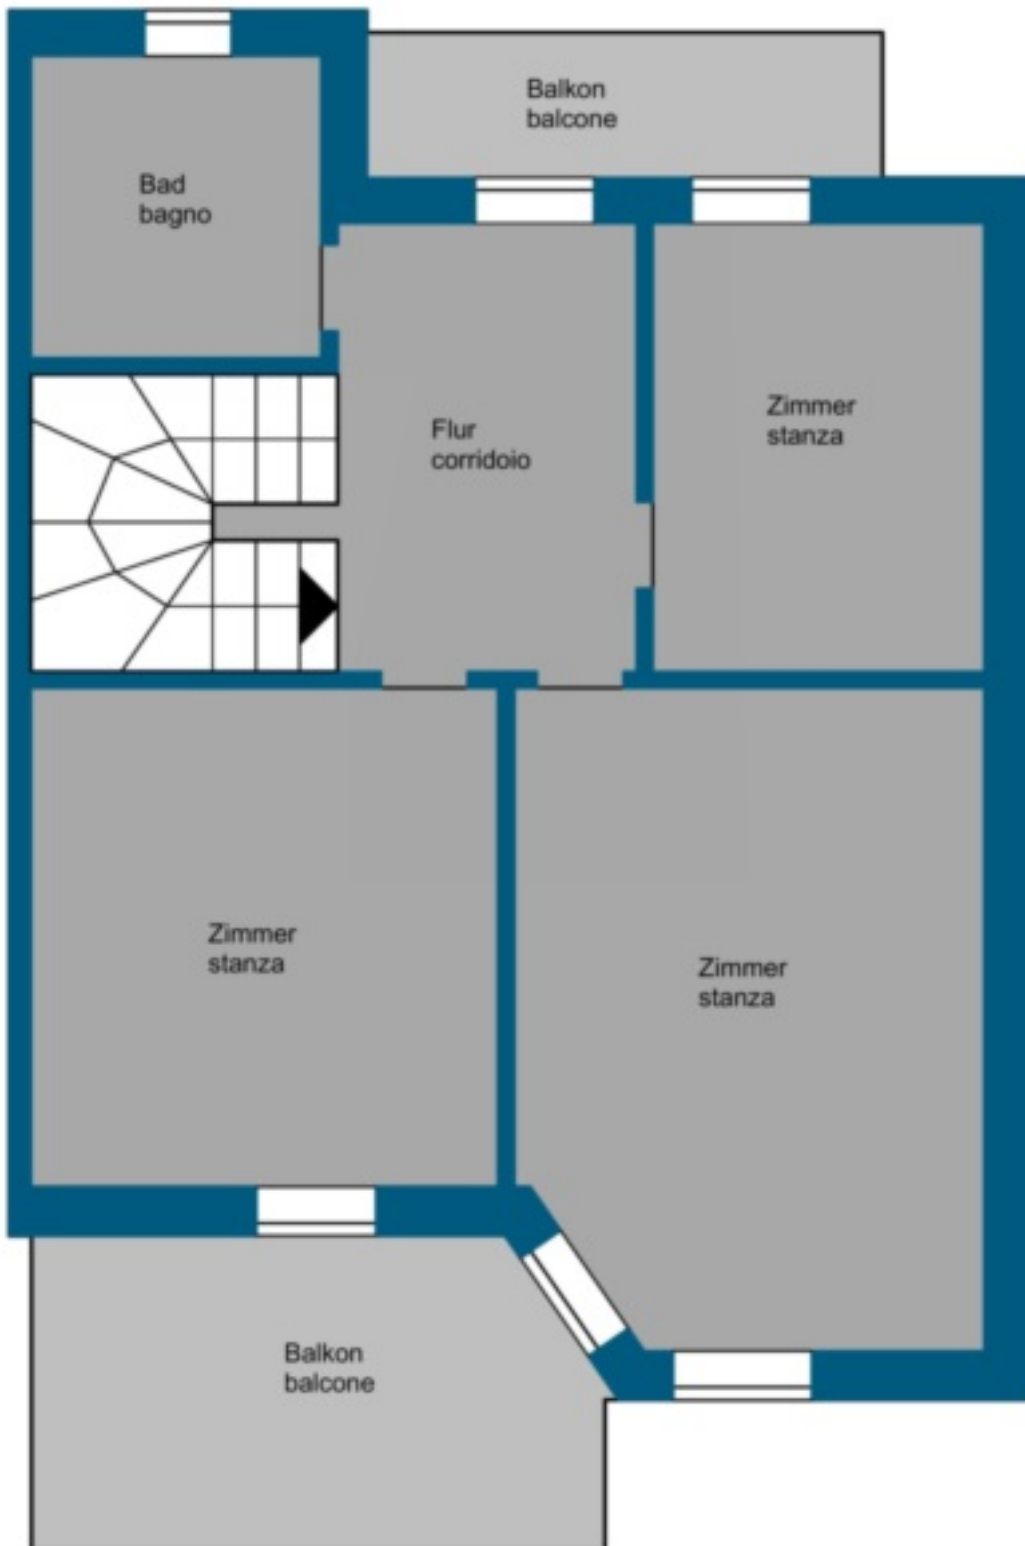 Balkon
balcone
Bad
bagno
Zimmer
stanza
Flur
corridoio
Zimmer
stanza
Zimmer
stanza
Balkon
balcone